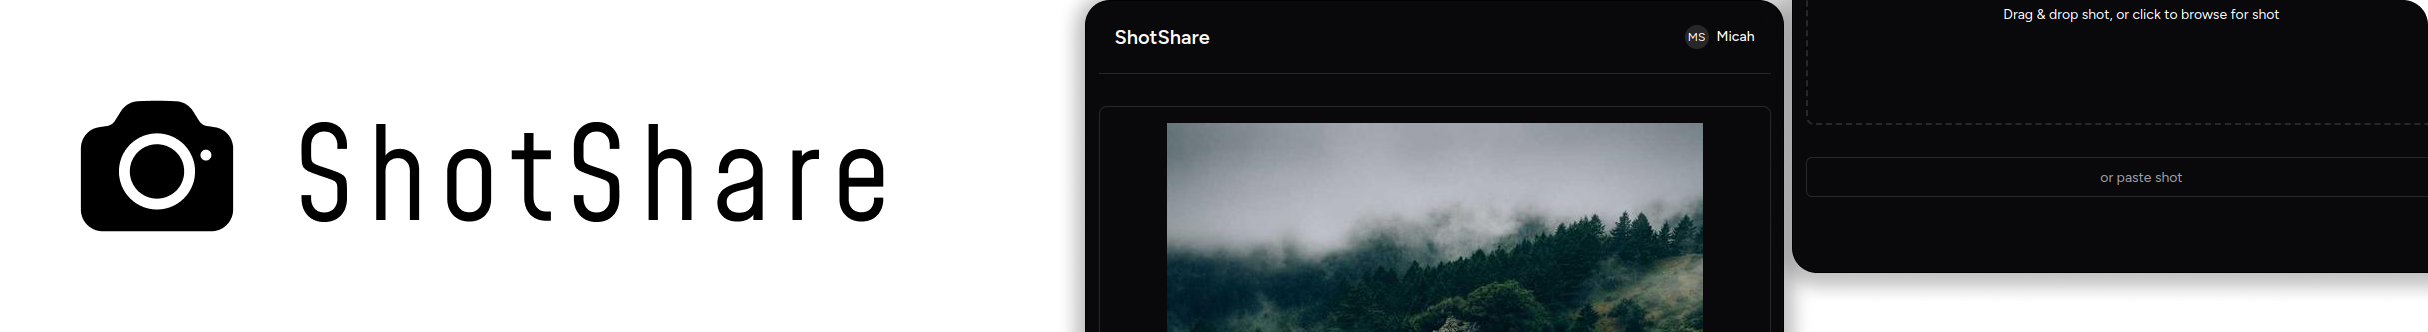 ShotShare
ShotShare
MS Micah
Drag & drop shot, or click to browse for shot
or paste shot